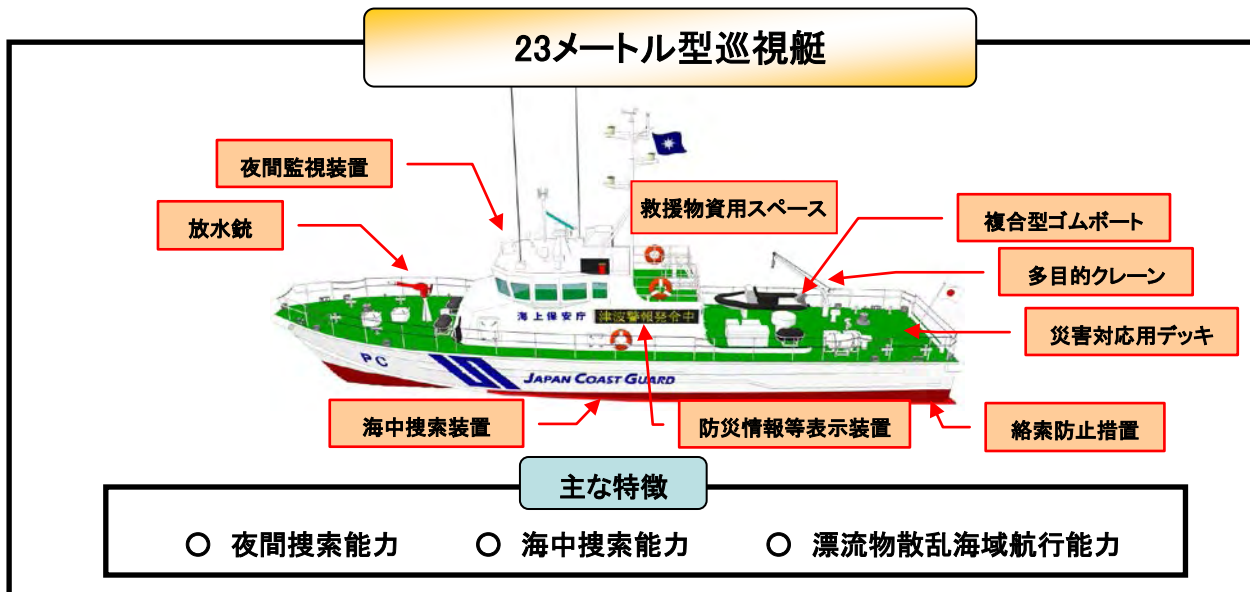 23メートル型巡視艇
夜間監視装置
放水銃
救援物資用スペース
複合型ゴムボート
多目的クレーン
災害対応用デッキ
海上保安庁
津波警報発令中
PC
JAPAN COAST GUARD
海中捜索装置
防災情報等表示装置
絡索防止措置
主な特徴
○ 夜間捜索能力 ○ 海中捜索能力 ○ 漂流物散乱海域航行能力